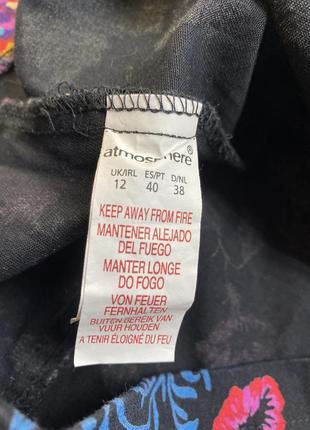 atmosphere®
UK/IRL ES/PT D/NL
12 40 38
KEEP AWAY FROM FIRE
MANTENER ALEJADO
DEL FUEGO
MANTER LONGE
DO FOGO
VON FEUER
FERNHALTEN
BUITEN BEREIK VAN
VUUR HOUDEN
A TENIR ÉLOIGNÉ DU FEU